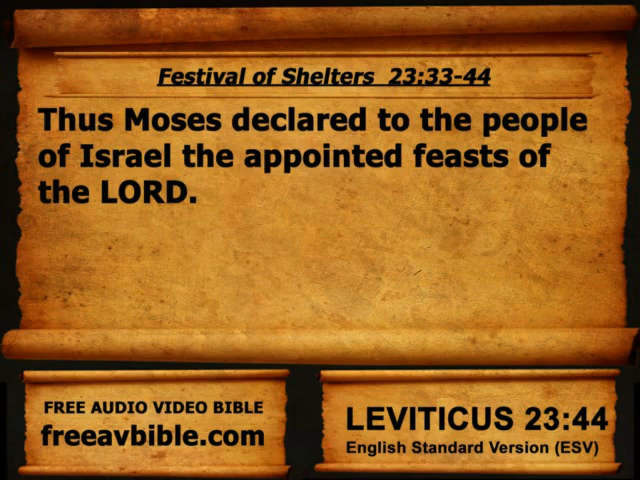 Festival of Shelters 23:33-44
Thus Moses declared to the people
of Israel the appointed feasts of
the LORD.
FREE AUDIO VIDEO BIBLE
freeavbible.com
LEVITICUS 23:44
English Standard Version (ESV)